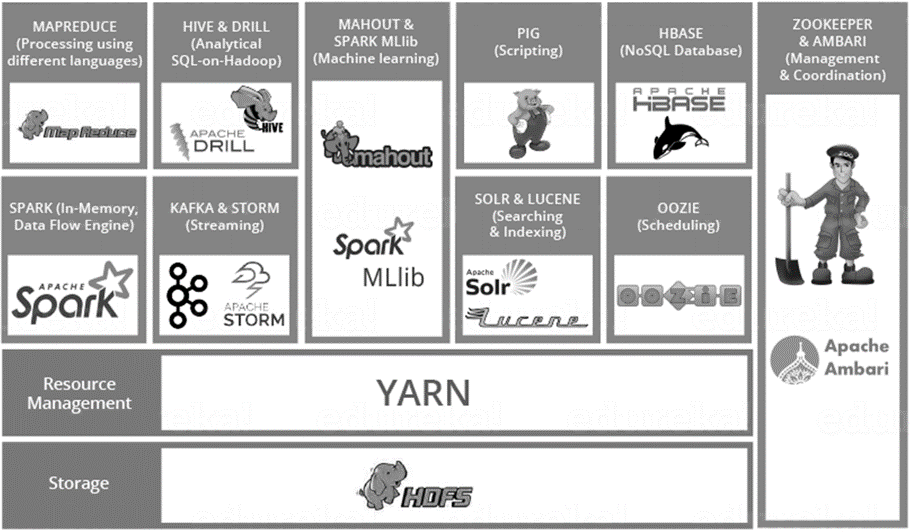 MAPREDUCE
(Processing using
different languages)
Map Reduce
HIVE & DRILL
(Analytical
SQL-on-Hadoop)
HIVE
APACHE
DRILL
MAHOUT &
SPARK MLlib
(Machine learning)
mahout
Spark
MLlib
PIG
(Scripting)
HBASE
(NoSQL Database)
APACHE
HBASE
ZOOKEEPER
& AMBARI
(Management
& Coordination)
ZOO
Apache
Ambari
SPARK (In-Memory,
Data Flow Engine)
APACHE
Spark
KAFKA & STORM
(Streaming)
APACHE
STORM
SOLR & LUCENE
(Searching
& Indexing)
Apache
Solr
Lucene
OOZIE
(Scheduling)
OOZIE
Resource
Management
YARN
Storage
HDFS
edureka!